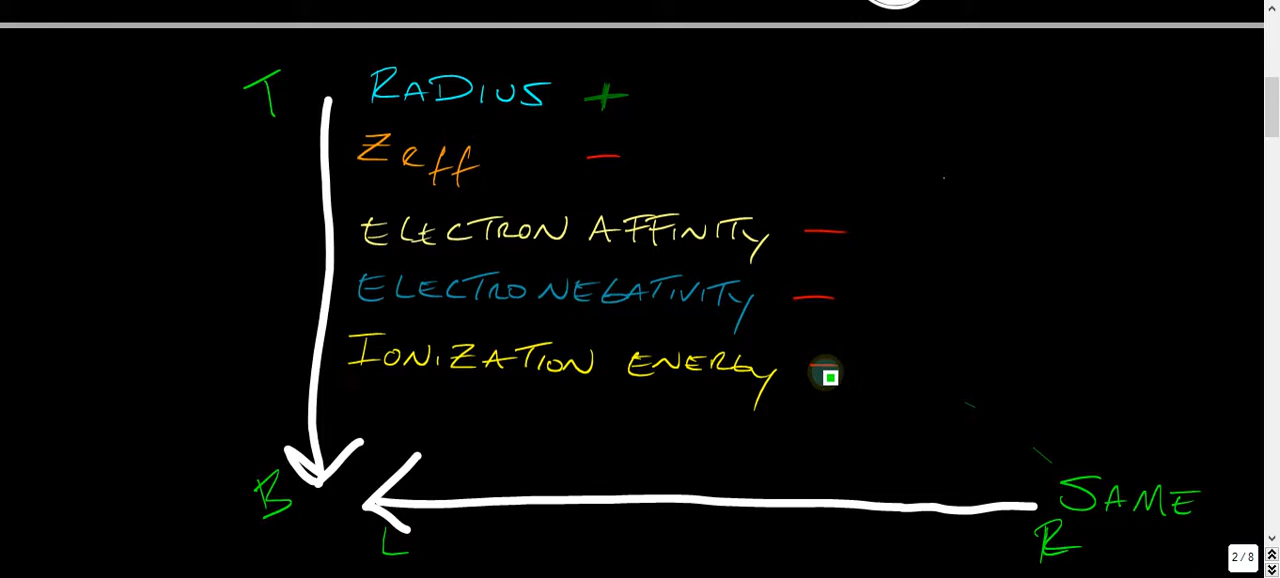 T RADIUS +
Zeff −
ELECTRON AFFINITY −
ELECTRONEGATIVITY −
IONIZATION ENERGY −
B SAME
L R
2 / 8